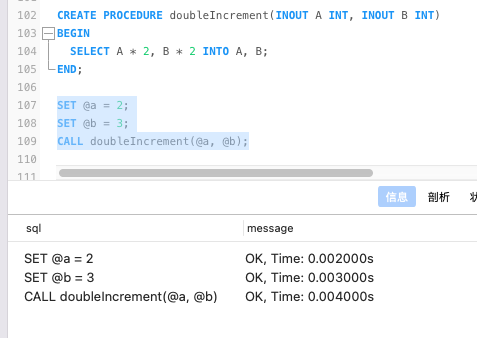 102 CREATE PROCEDURE doubleIncrement(INOUT A INT, INOUT B INT)
103 BEGIN
104 SELECT A * 2, B * 2 INTO A, B;
105 END;
106
107 SET @a = 2;
108 SET @b = 3;
109 CALL doubleIncrement(@a, @b);
110
111
信息 剖析
sql message
SET @a = 2 OK, Time: 0.002000s
SET @b = 3 OK, Time: 0.003000s
CALL doubleIncrement(@a, @b) OK, Time: 0.004000s